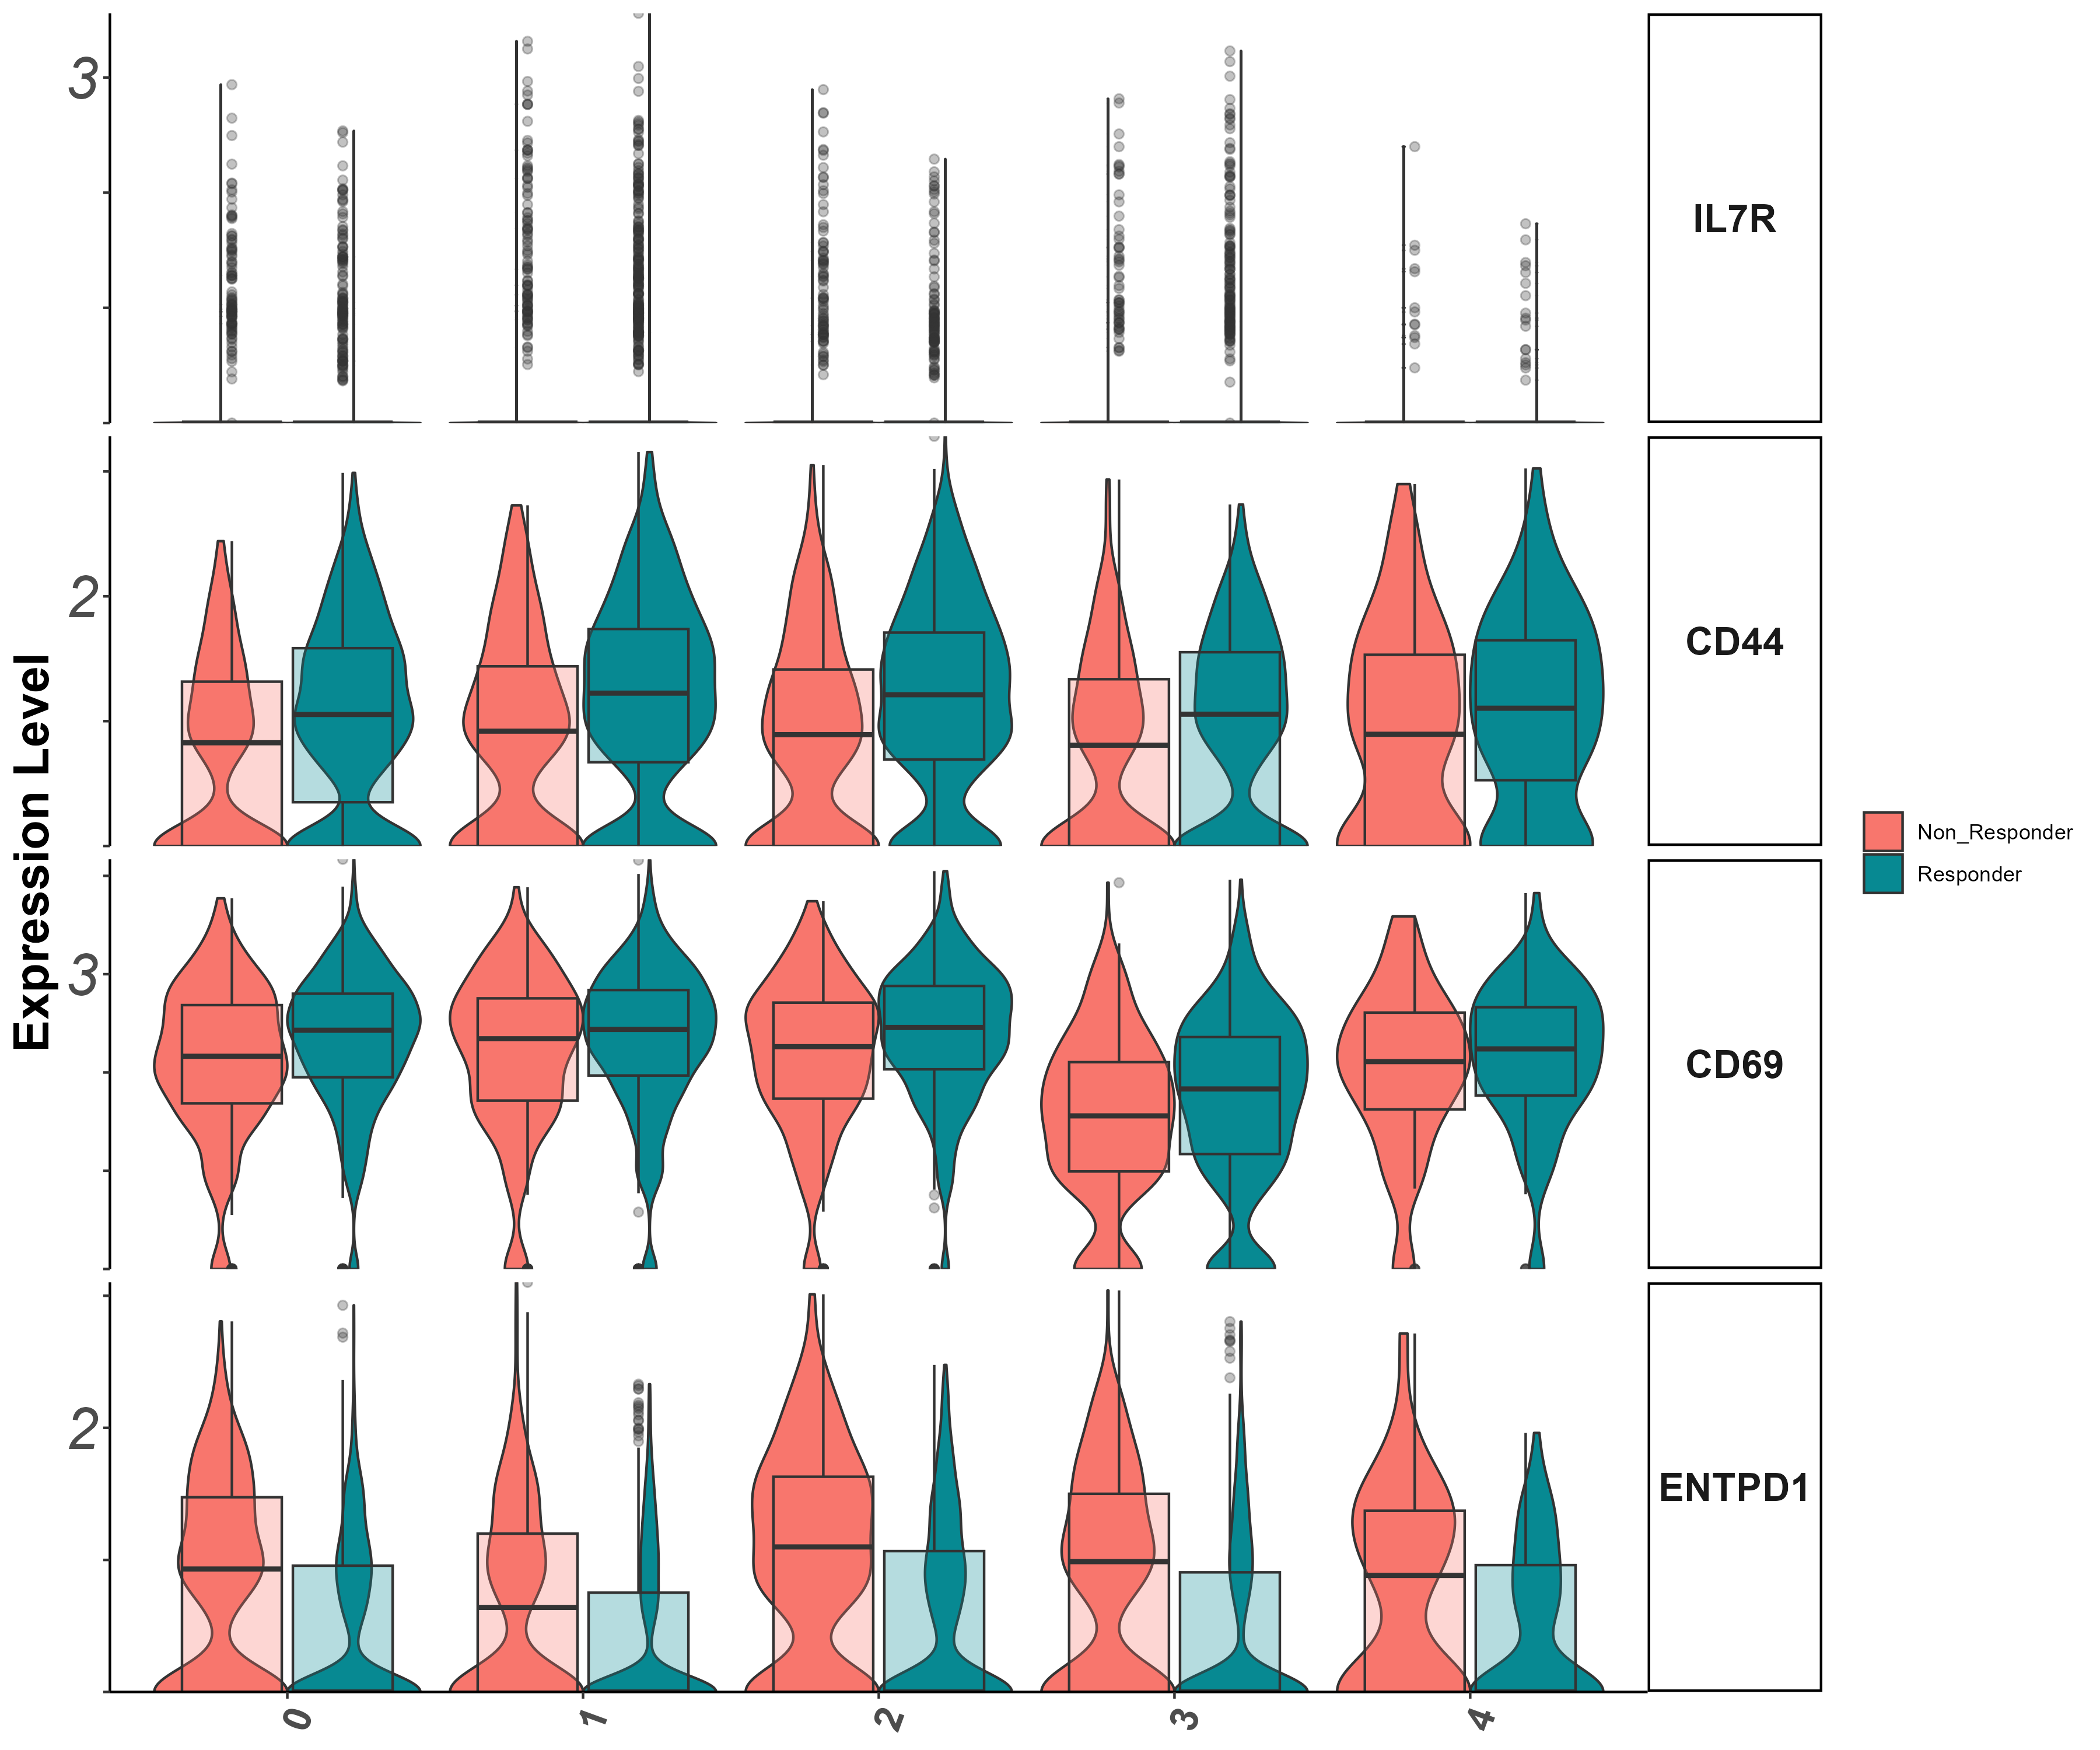 Expression Level
3
IL7R
2
CD44
3
CD69
2
ENTPD1
0
1
2
3
4
Non_Responder
Responder